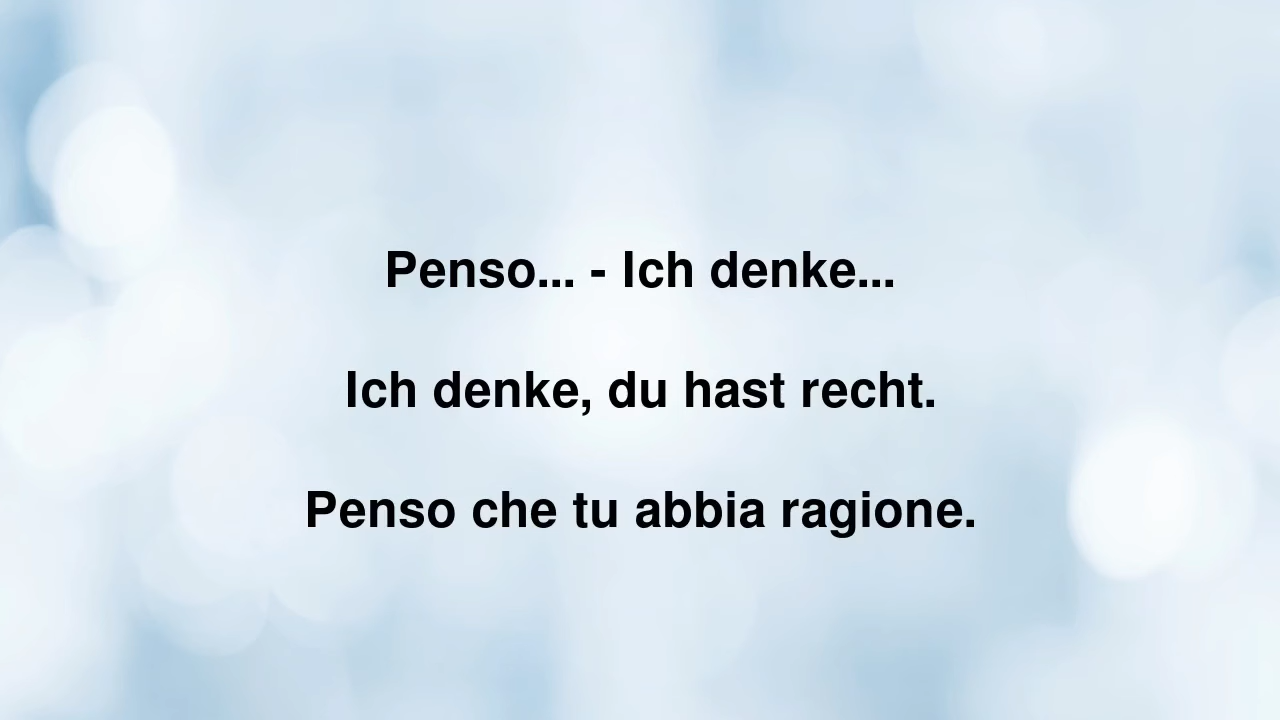 Penso... - Ich denke...
Ich denke, du hast recht.
Penso che tu abbia ragione.